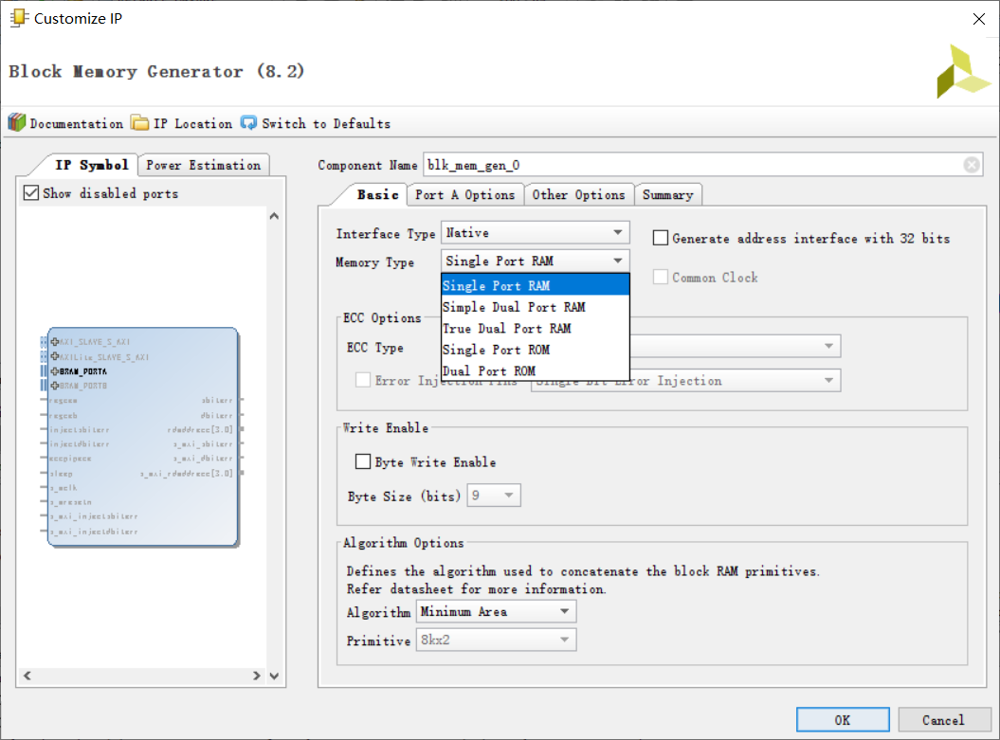 Customize IP
Block Memory Generator (8.2)
Documentation IP Location Switch to Defaults
IP Symbol Power Estimation
Show disabled ports
AXI_SLAVE_S_AXI
AXILite_SLAVE_S_AXI
BRAM_PORTA
BRAM_PORTB
regcea sbiterr
regceb dbiterr
injectsbiterr rdaddrecc[3:0]
injectdbiterr s_axi_sbiterr
eccpipece s_axi_dbiterr
sleep s_axi_rdaddrecc[3:0]
s_aclk
s_aresetn
s_axi_injectsbiterr
s_axi_injectdbiterr
Component Name blk_mem_gen_0
Basic Port A Options Other Options Summary
Interface Type Native
Generate address interface with 32 bits
Memory Type Single Port RAM
Common Clock
Single Port RAM
Simple Dual Port RAM
True Dual Port RAM
Single Port ROM
Dual Port ROM
ECC Options
ECC Type
Error Injection Pins Single Bit Error Injection
Write Enable
Byte Write Enable
Byte Size (bits) 9
Algorithm Options
Defines the algorithm used to concatenate the block RAM primitives.
Refer datasheet for more information.
Algorithm Minimum Area
Primitive 8kx2
OK Cancel